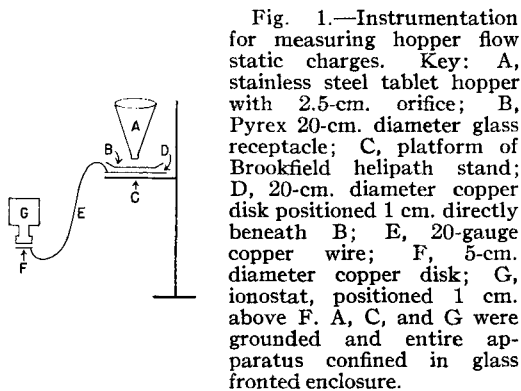 A
B
D
C
E
G
F
Fig. 1.—Instrumentation
for measuring hopper flow
static charges. Key: A,
stainless steel tablet hopper
with 2.5-cm. orifice; B,
Pyrex 20-cm. diameter glass
receptacle; C, platform of
Brookfield helipath stand;
D, 20-cm. diameter copper
disk positioned 1 cm. directly
beneath B; E, 20-gauge
copper wire; F, 5-cm.
diameter copper disk; G,
ionostat, positioned 1 cm.
above F. A, C, and G were
grounded and entire ap-
paratus confined in glass
fronted enclosure.